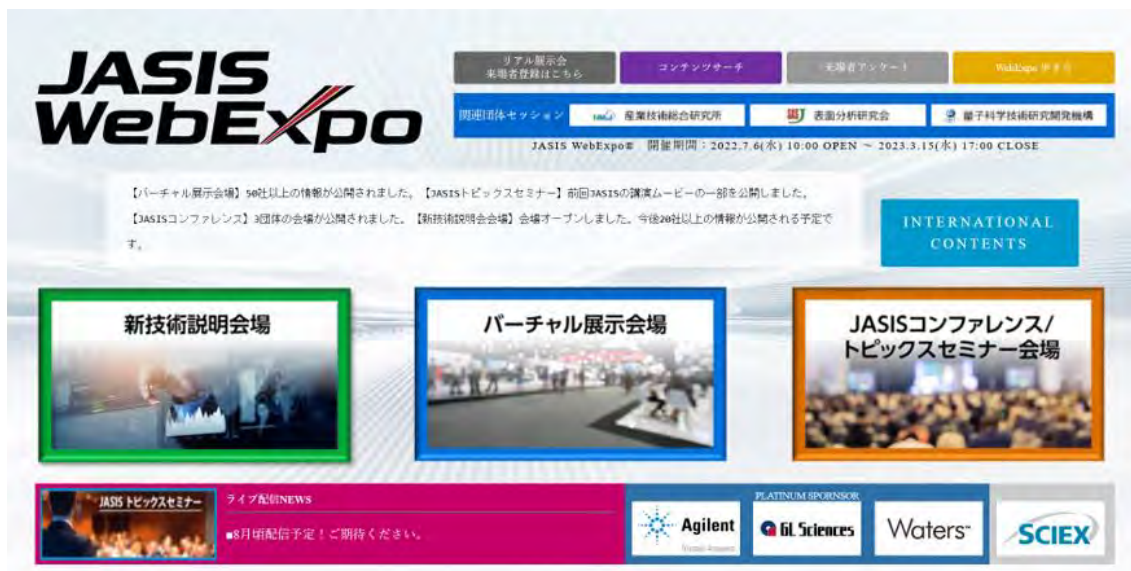 JASIS
WebExpo
リアル展示会
来場者登録はこちら
コンテンツサーチ
来場者アンケート
関連団体セッション
産業技術総合研究所
表面分析研究会
量子科学技術研究開発機構
JASIS WebExpo® 開催期間：2022.7.6(水) 10:00 OPEN ～ 2023.3.15(水) 17:00 CLOSE
【バーチャル展示会場】50社以上の情報が公開されました。【JASISトピックスセミナー】前回JASISの講演ムービーの一部を公開しました。
【JASISコンファレンス】3団体の会場が公開されました。【新技術説明会会場】会場オープンしました。今後20社以上の情報が公開される予定で
す。
INTERNATIONAL
CONTENTS
新技術説明会場
バーチャル展示会場
JASISコンファレンス/
トピックスセミナー会場
JASIS トピックスセミナー
ライブ配信NEWS
■8月頃配信予定！ご期待ください。
PLATINUM SPORNSOR
Agilent
GL Sciences
Waters
SCIEX